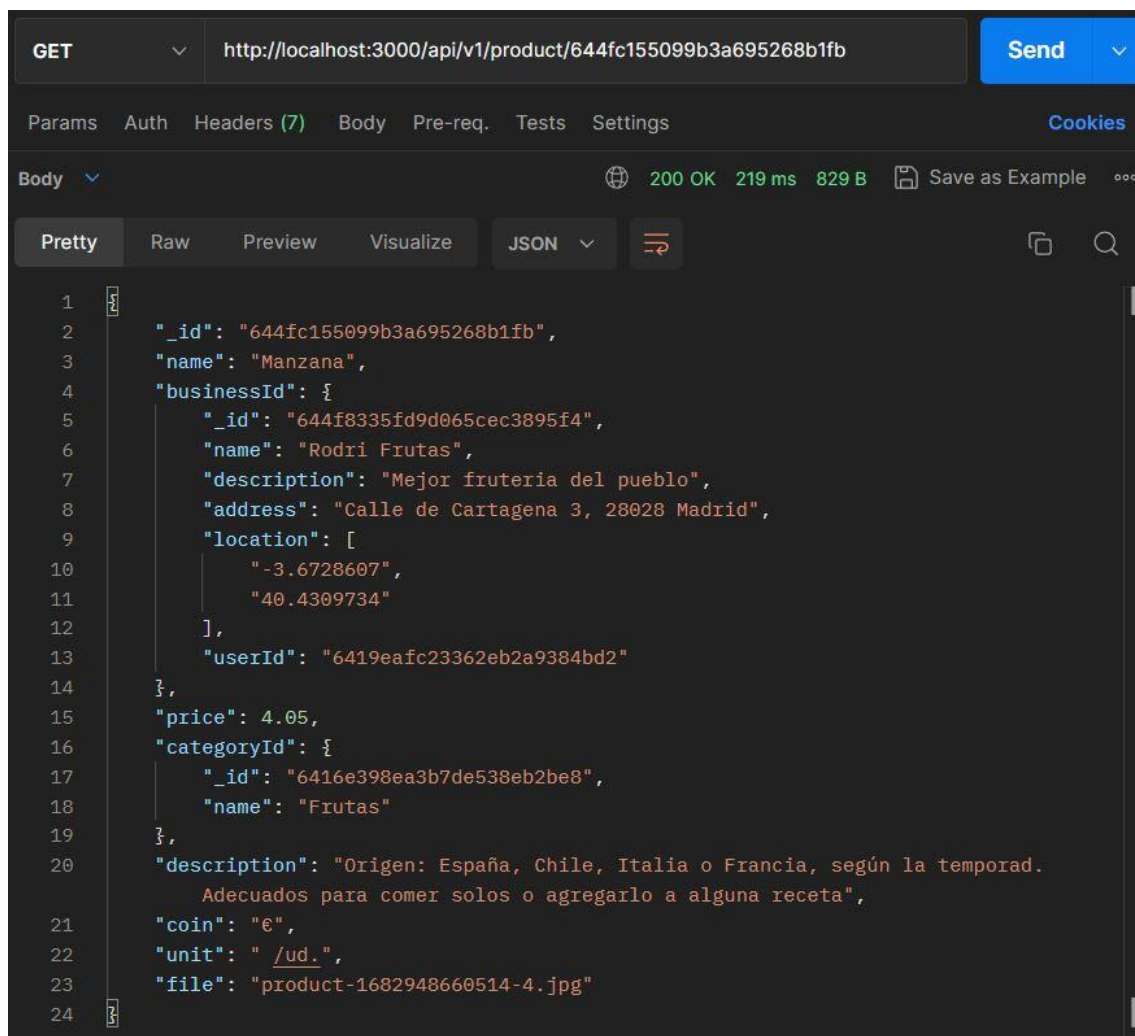 GET http://localhost:3000/api/v1/product/644fc155099b3a695268b1fb Send
Params Auth Headers (7) Body Pre-req. Tests Settings Cookies
Body 200 OK 219 ms 829 B Save as Example
Pretty Raw Preview Visualize JSON
1 {
2 "_id": "644fc155099b3a695268b1fb",
3 "name": "Manzana",
4 "businessId": {
5 "_id": "644f8335fd9d065cec3895f4",
6 "name": "Rodri Frutas",
7 "description": "Mejor fruteria del pueblo",
8 "address": "Calle de Cartagena 3, 28028 Madrid",
9 "location": [
10 "-3.6728607",
11 "40.4309734"
12 ],
13 "userId": "6419eafc23362eb2a9384bd2"
14 },
15 "price": 4.05,
16 "categoryId": {
17 "_id": "6416e398ea3b7de538eb2be8",
18 "name": "Frutas"
19 },
20 "description": "Origen: España, Chile, Italia o Francia, según la temporad.
Adecuados para comer solos o agregarlo a alguna receta",
21 "coin": "€",
22 "unit": " /ud.",
23 "file": "product-1682948660514-4.jpg"
24 }